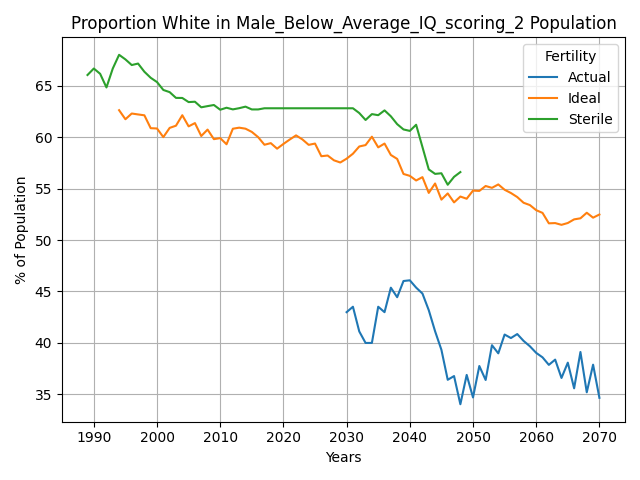 Proportion White in Male_Below_Average_IQ_scoring_2 Population
Fertility
Actual
Ideal
Sterile
% of Population
65
60
55
50
45
40
35
1990 2000 2010 2020 2030 2040 2050 2060 2070
Years